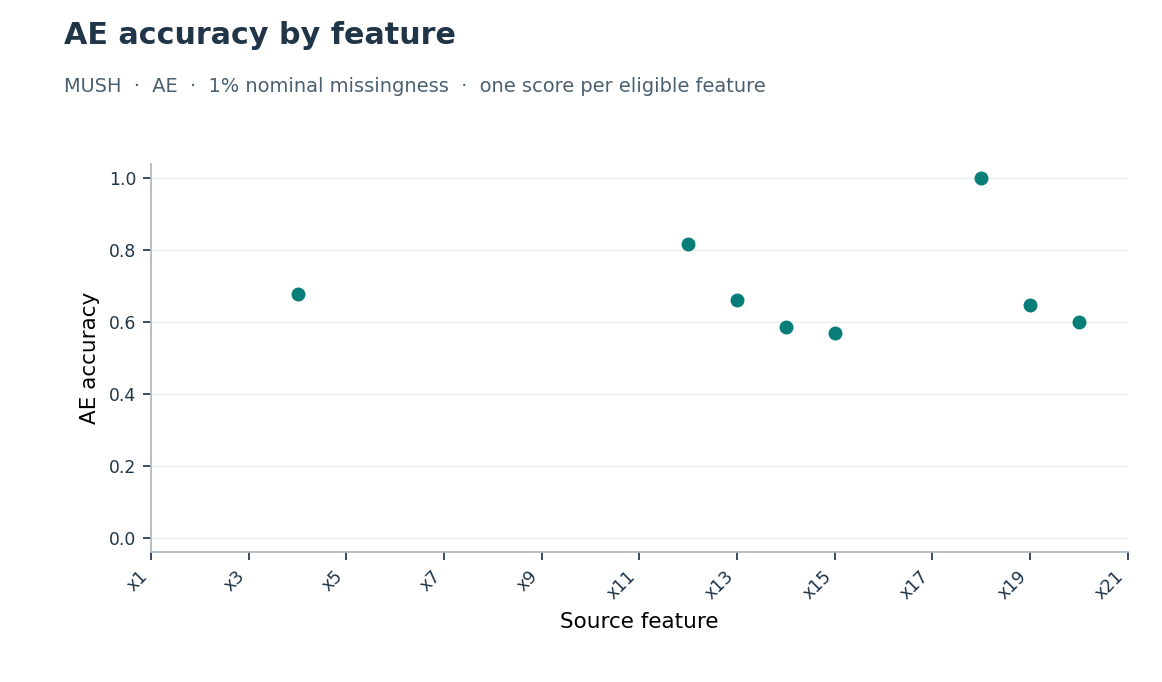 AE accuracy by feature
MUSH · AE · 1% nominal missingness · one score per eligible feature
1.0
0.8
0.6
0.4
0.2
0.0
AE accuracy
x1 x3 x5 x7 x9 x11 x13 x15 x17 x19 x21
Source feature